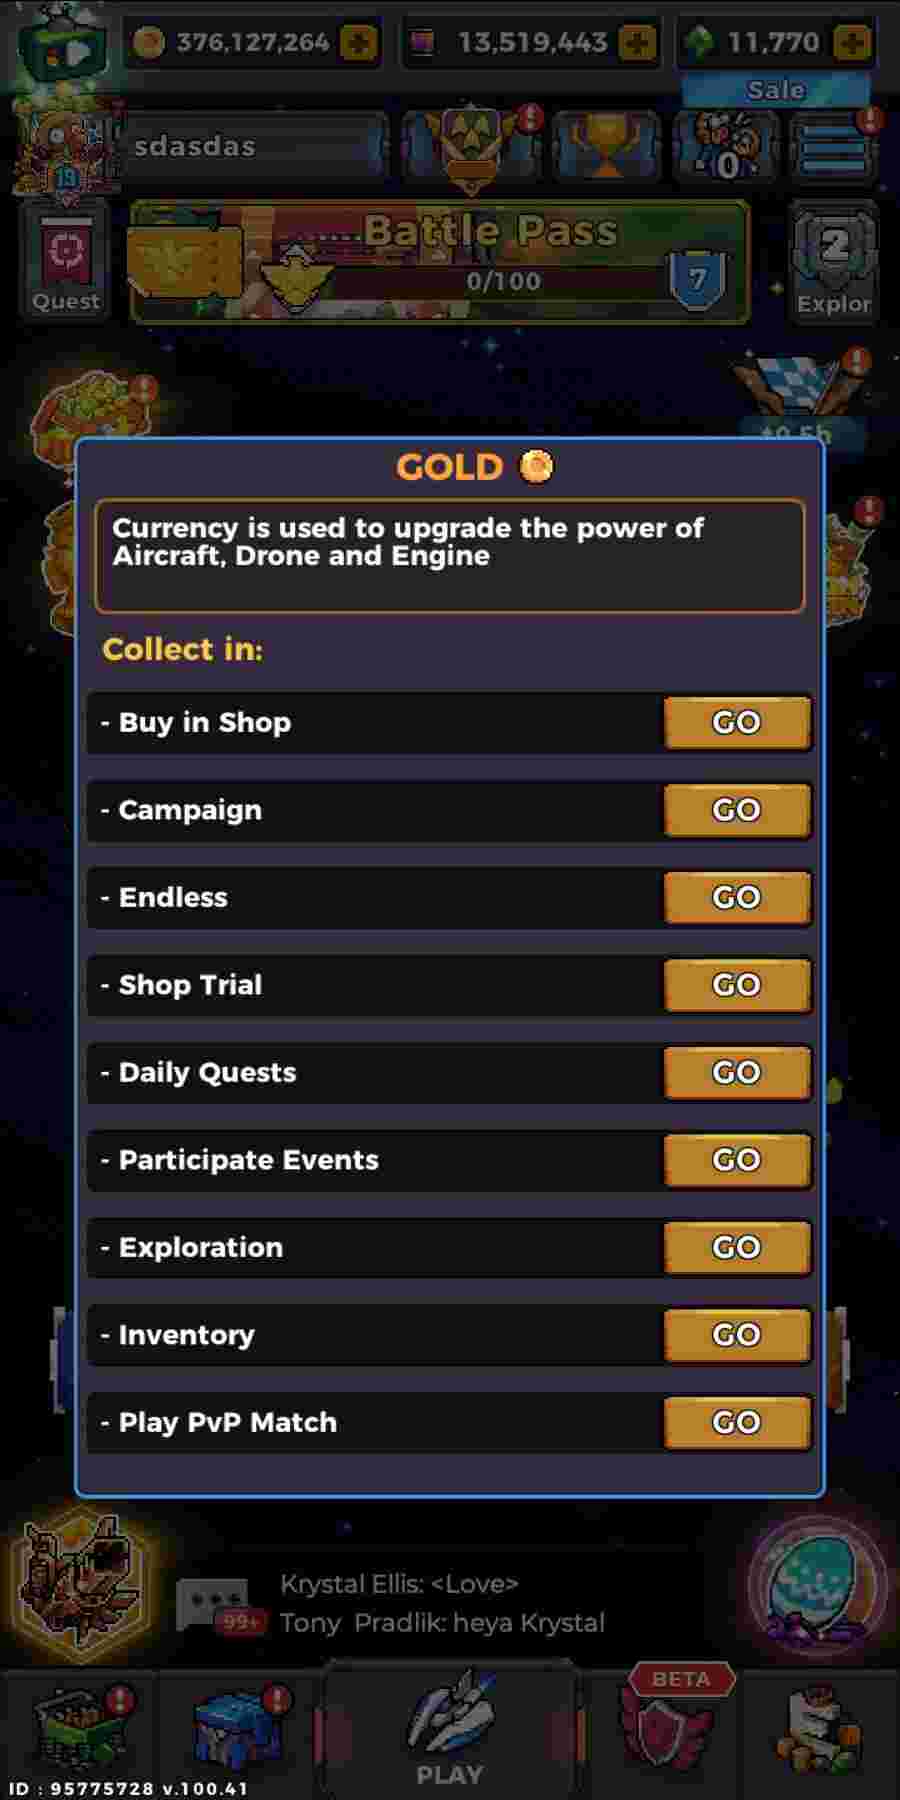 376,127,264
13,519,443
11,770
Sale
sdasdas
19
0
Battle Pass
0/100
7
2
Quest
Explor
GOLD
Currency is used to upgrade the power of
Aircraft, Drone and Engine
Collect in:
- Buy in Shop GO
- Campaign GO
- Endless GO
- Shop Trial GO
- Daily Quests GO
- Participate Events GO
- Exploration GO
- Inventory GO
- Play PvP Match GO
Krystal Ellis: <Love>
99+
Tony Pradlik: heya Krystal
BETA
PLAY
ID : 95775728 v.100.41